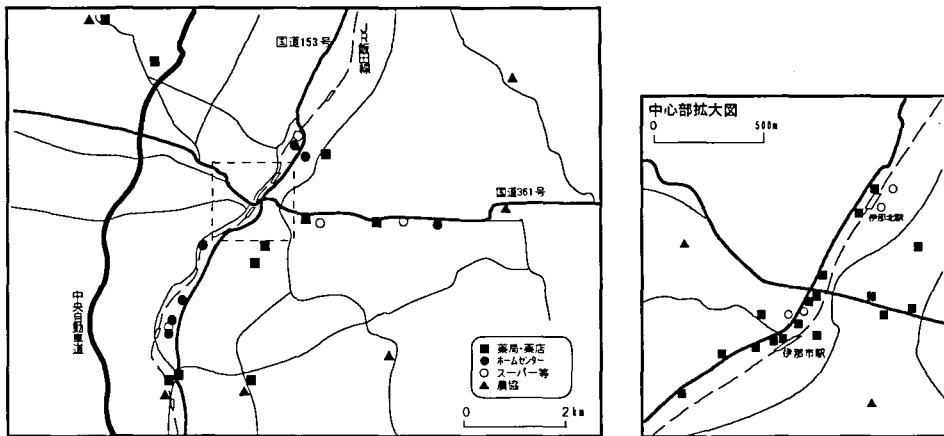 国道153号
JR飯田線
国道361号
中央自動車道
■ 薬局・薬店
● ホームセンター
○ スーパー等
▲ 農協
0 2km
中心部拡大図
0 500m
伊那北駅
伊那市駅